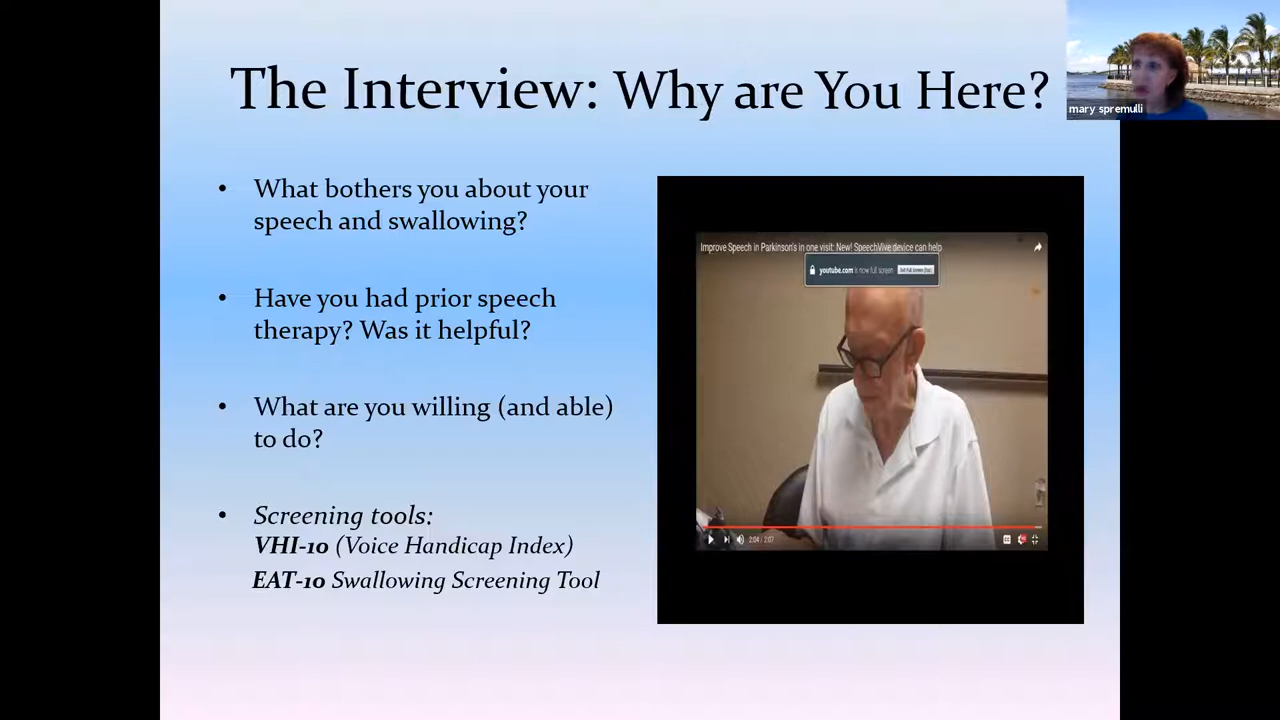 The Interview: Why are You Here?
mary spremulli
• What bothers you about your
speech and swallowing?
• Have you had prior speech
therapy? Was it helpful?
• What are you willing (and able)
to do?
• Screening tools:
VHI-10 (Voice Handicap Index)
EAT-10 Swallowing Screening Tool
Improve Speech in Parkinson's in one visit: New! SpeechVive device can help
youtube.com is now full screen
2:04 / 2:07